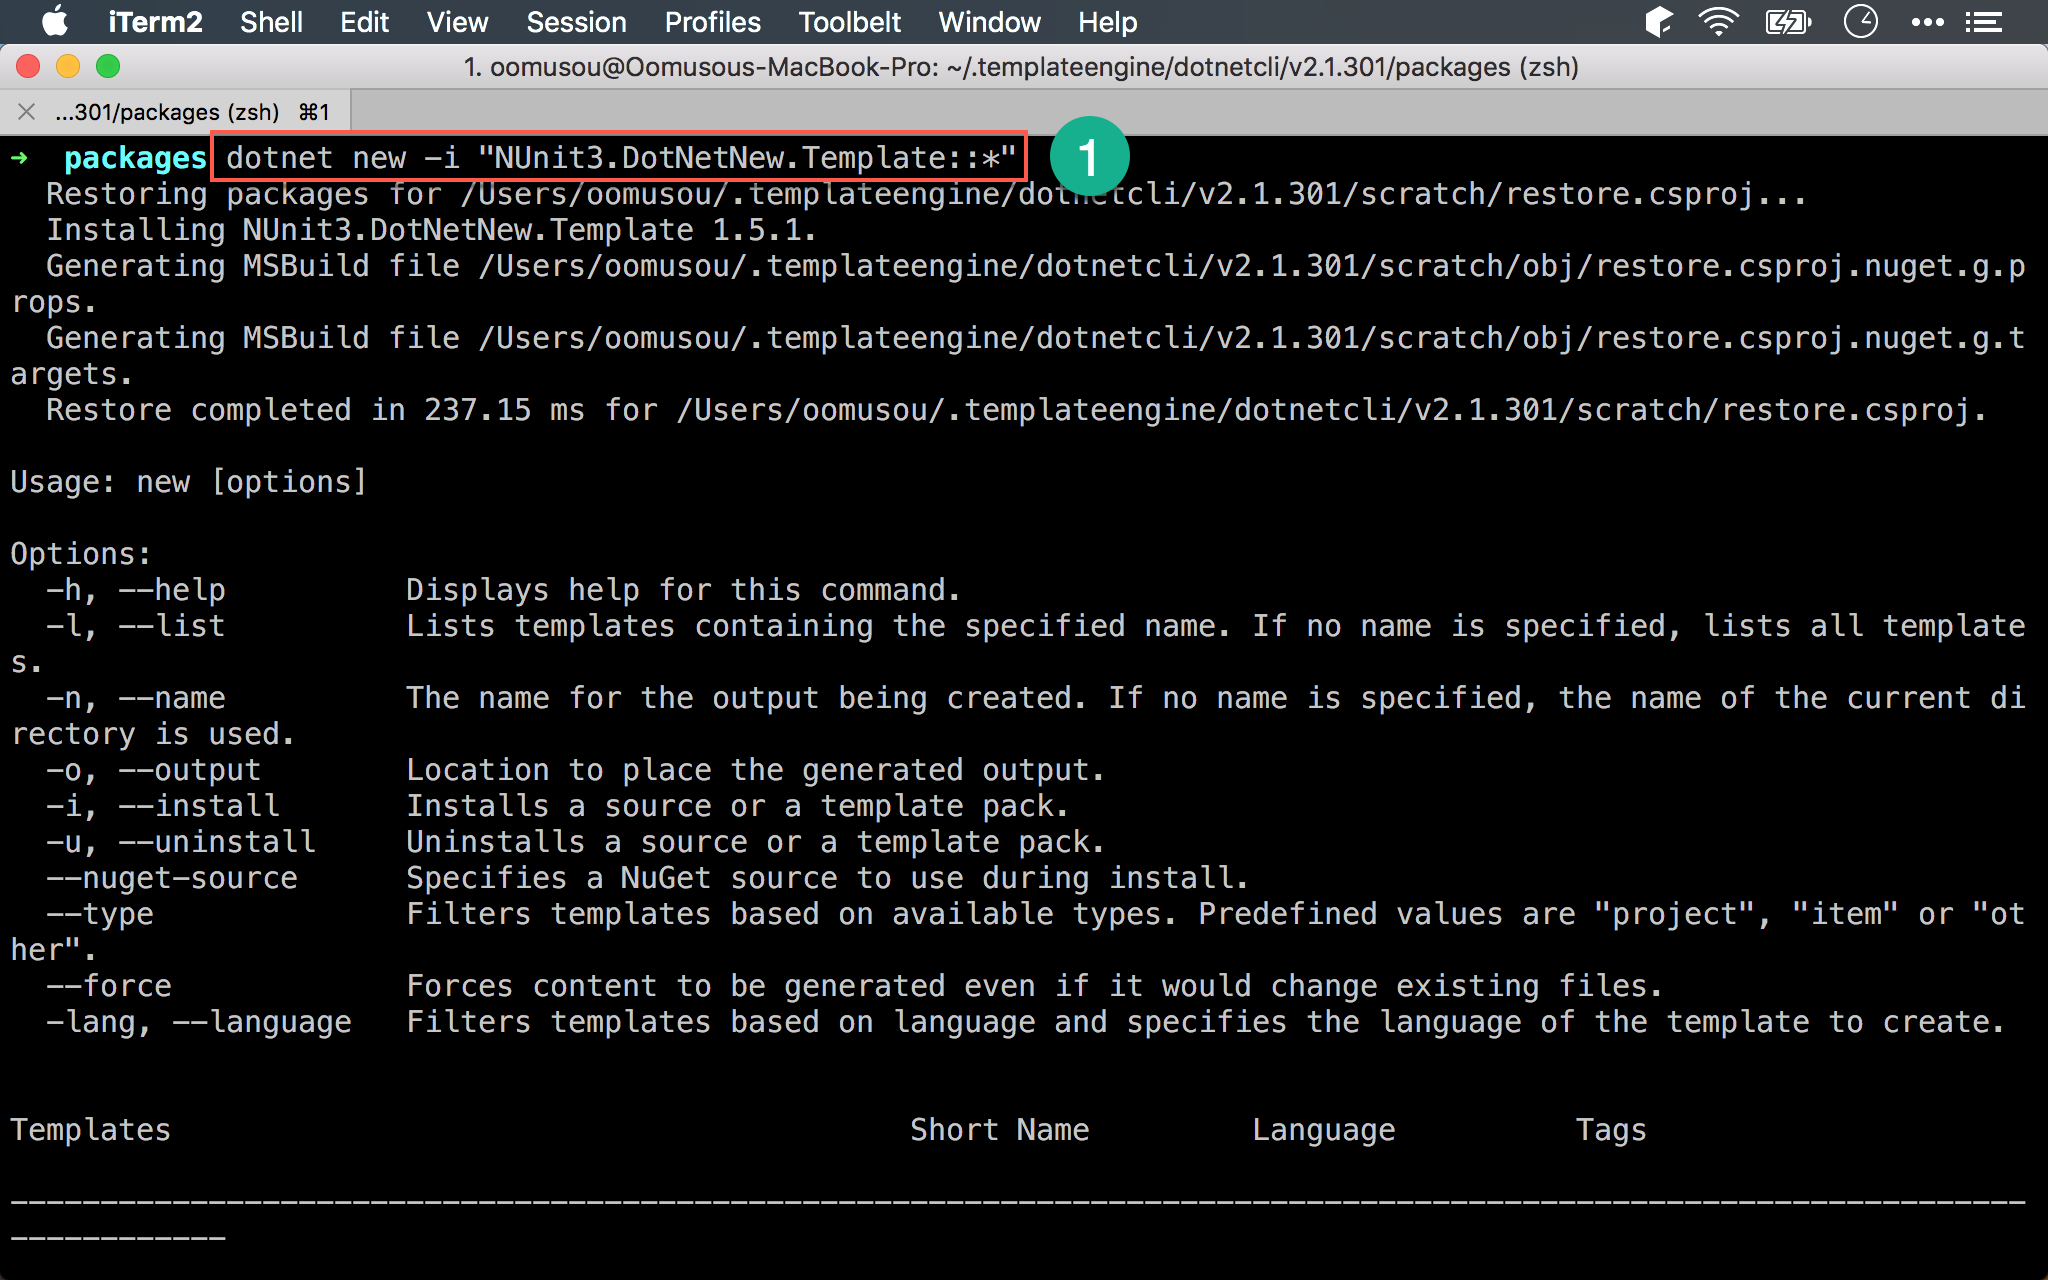 iTerm2 Shell Edit View Session Profiles Toolbelt Window Help
1. oomusou@Oomusous-MacBook-Pro: ~/.templateengine/dotnetcli/v2.1.301/packages (zsh)
...301/packages (zsh) ⌘1
→ packages dotnet new -i "NUnit3.DotNetNew.Template::*" 1
Restoring packages for /Users/oomusou/.templateengine/dotnetcli/v2.1.301/scratch/restore.csproj...
Installing NUnit3.DotNetNew.Template 1.5.1.
Generating MSBuild file /Users/oomusou/.templateengine/dotnetcli/v2.1.301/scratch/obj/restore.csproj.nuget.g.p
rops.
Generating MSBuild file /Users/oomusou/.templateengine/dotnetcli/v2.1.301/scratch/obj/restore.csproj.nuget.g.t
argets.
Restore completed in 237.15 ms for /Users/oomusou/.templateengine/dotnetcli/v2.1.301/scratch/restore.csproj.
Usage: new [options]
Options:
-h, --help Displays help for this command.
-l, --list Lists templates containing the specified name. If no name is specified, lists all template
s.
-n, --name The name for the output being created. If no name is specified, the name of the current di
rectory is used.
-o, --output Location to place the generated output.
-i, --install Installs a source or a template pack.
-u, --uninstall Uninstalls a source or a template pack.
--nuget-source Specifies a NuGet source to use during install.
--type Filters templates based on available types. Predefined values are "project", "item" or "ot
her".
--force Forces content to be generated even if it would change existing files.
-lang, --language Filters templates based on language and specifies the language of the template to create.
Templates Short Name Language Tags
----------------------------------------------------------------------------------------------------------------
------------